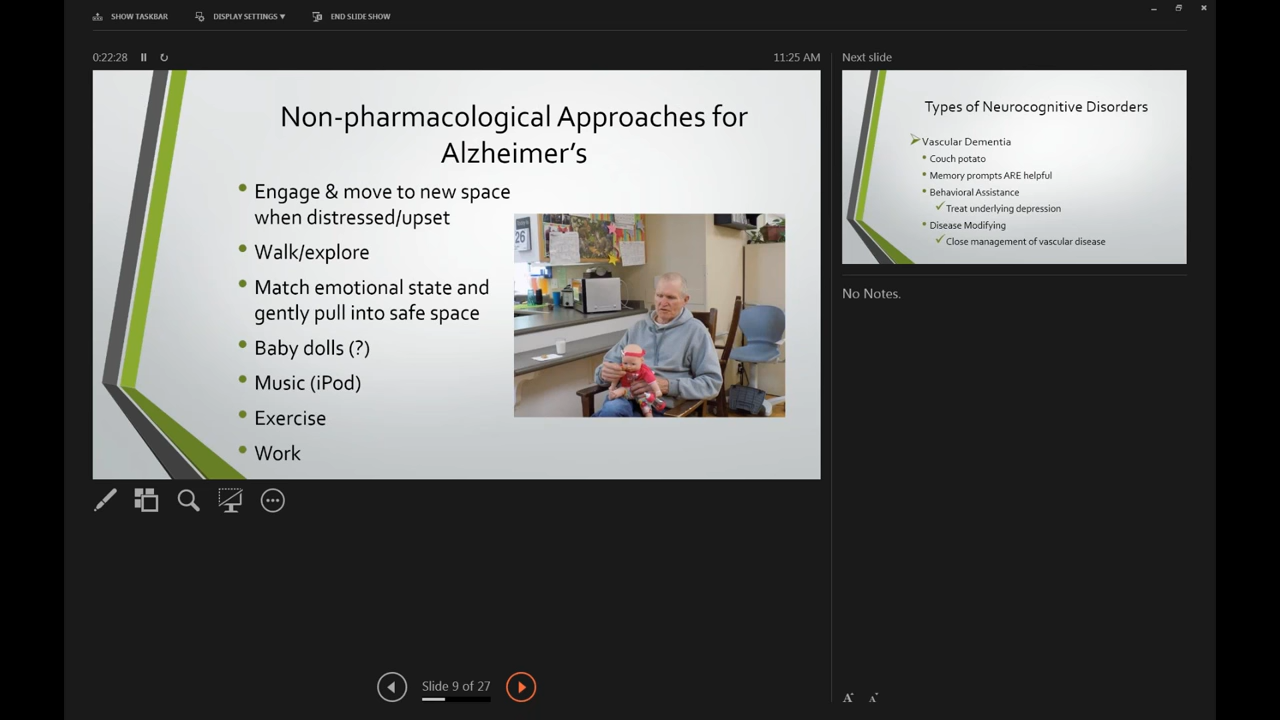 SHOW TASKBAR
DISPLAY SETTINGS ▼
END SLIDE SHOW
0:22:28
11:25 AM
Non-pharmacological Approaches for
Alzheimer's
• Engage & move to new space
when distressed/upset
• Walk/explore
• Match emotional state and
gently pull into safe space
• Baby dolls (?)
• Music (iPod)
• Exercise
• Work
26
Slide 9 of 27
Next slide
Types of Neurocognitive Disorders
Vascular Dementia
• Couch potato
• Memory prompts ARE helpful
• Behavioral Assistance
✓ Treat underlying depression
• Disease Modifying
✓ Close management of vascular disease
No Notes.
A A